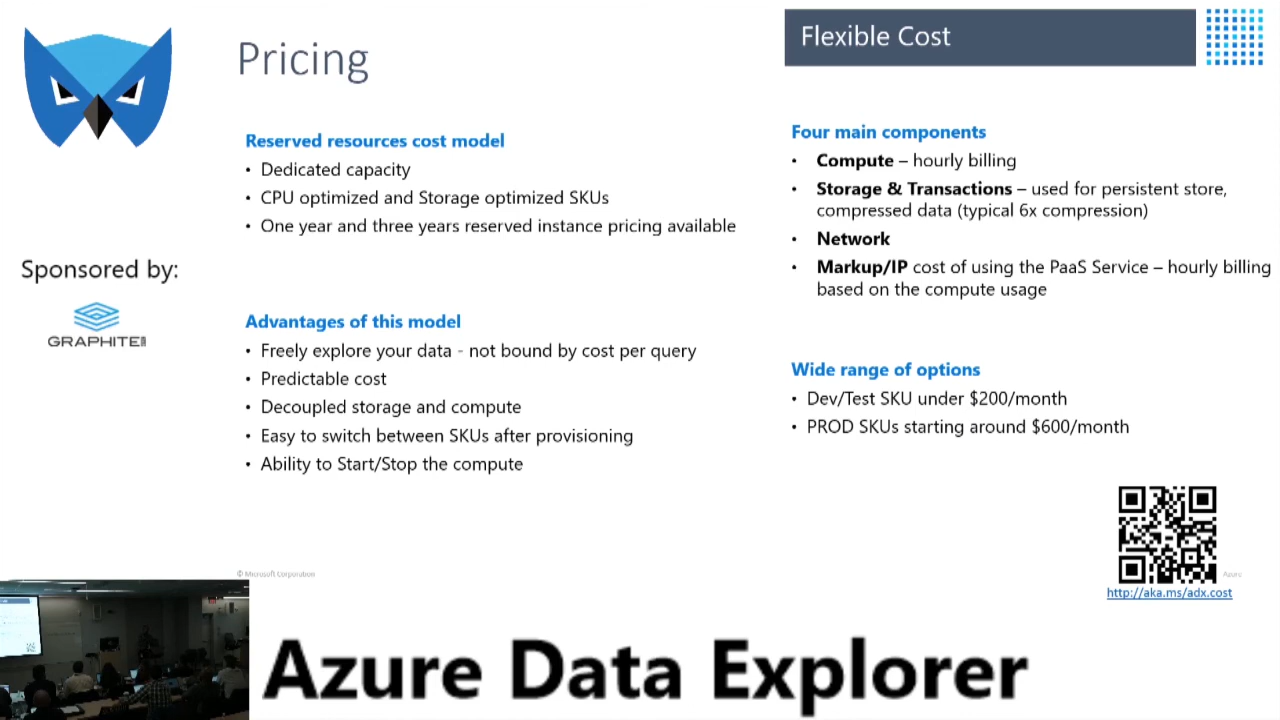 Pricing
Flexible Cost
Reserved resources cost model
• Dedicated capacity
• CPU optimized and Storage optimized SKUs
• One year and three years reserved instance pricing available
Sponsored by:
GRAPHITE
Advantages of this model
• Freely explore your data - not bound by cost per query
• Predictable cost
• Decoupled storage and compute
• Easy to switch between SKUs after provisioning
• Ability to Start/Stop the compute
Four main components
• Compute – hourly billing
• Storage & Transactions – used for persistent store,
compressed data (typical 6x compression)
• Network
• Markup/IP cost of using the PaaS Service – hourly billing
based on the compute usage
Wide range of options
• Dev/Test SKU under $200/month
• PROD SKUs starting around $600/month
© Microsoft Corporation
Azure
http://aka.ms/adx.cost
Azure Data Explorer